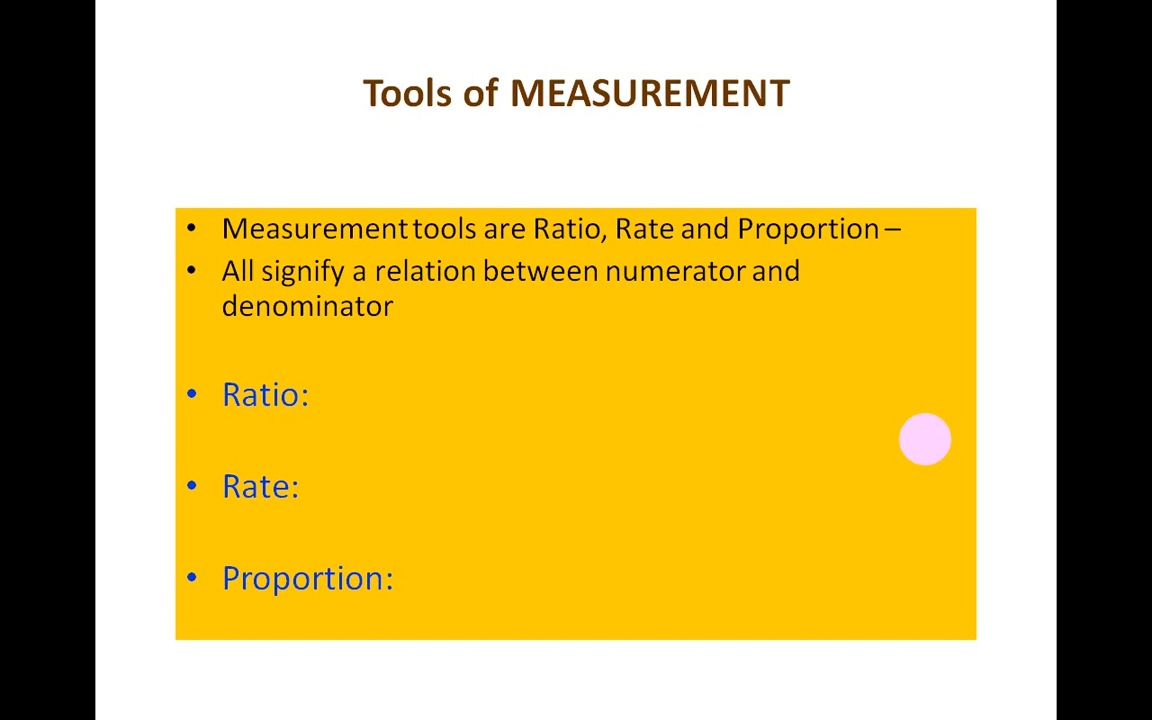 Tools of MEASUREMENT
• Measurement tools are Ratio, Rate and Proportion –
• All signify a relation between numerator and
denominator
• Ratio:
• Rate:
• Proportion: